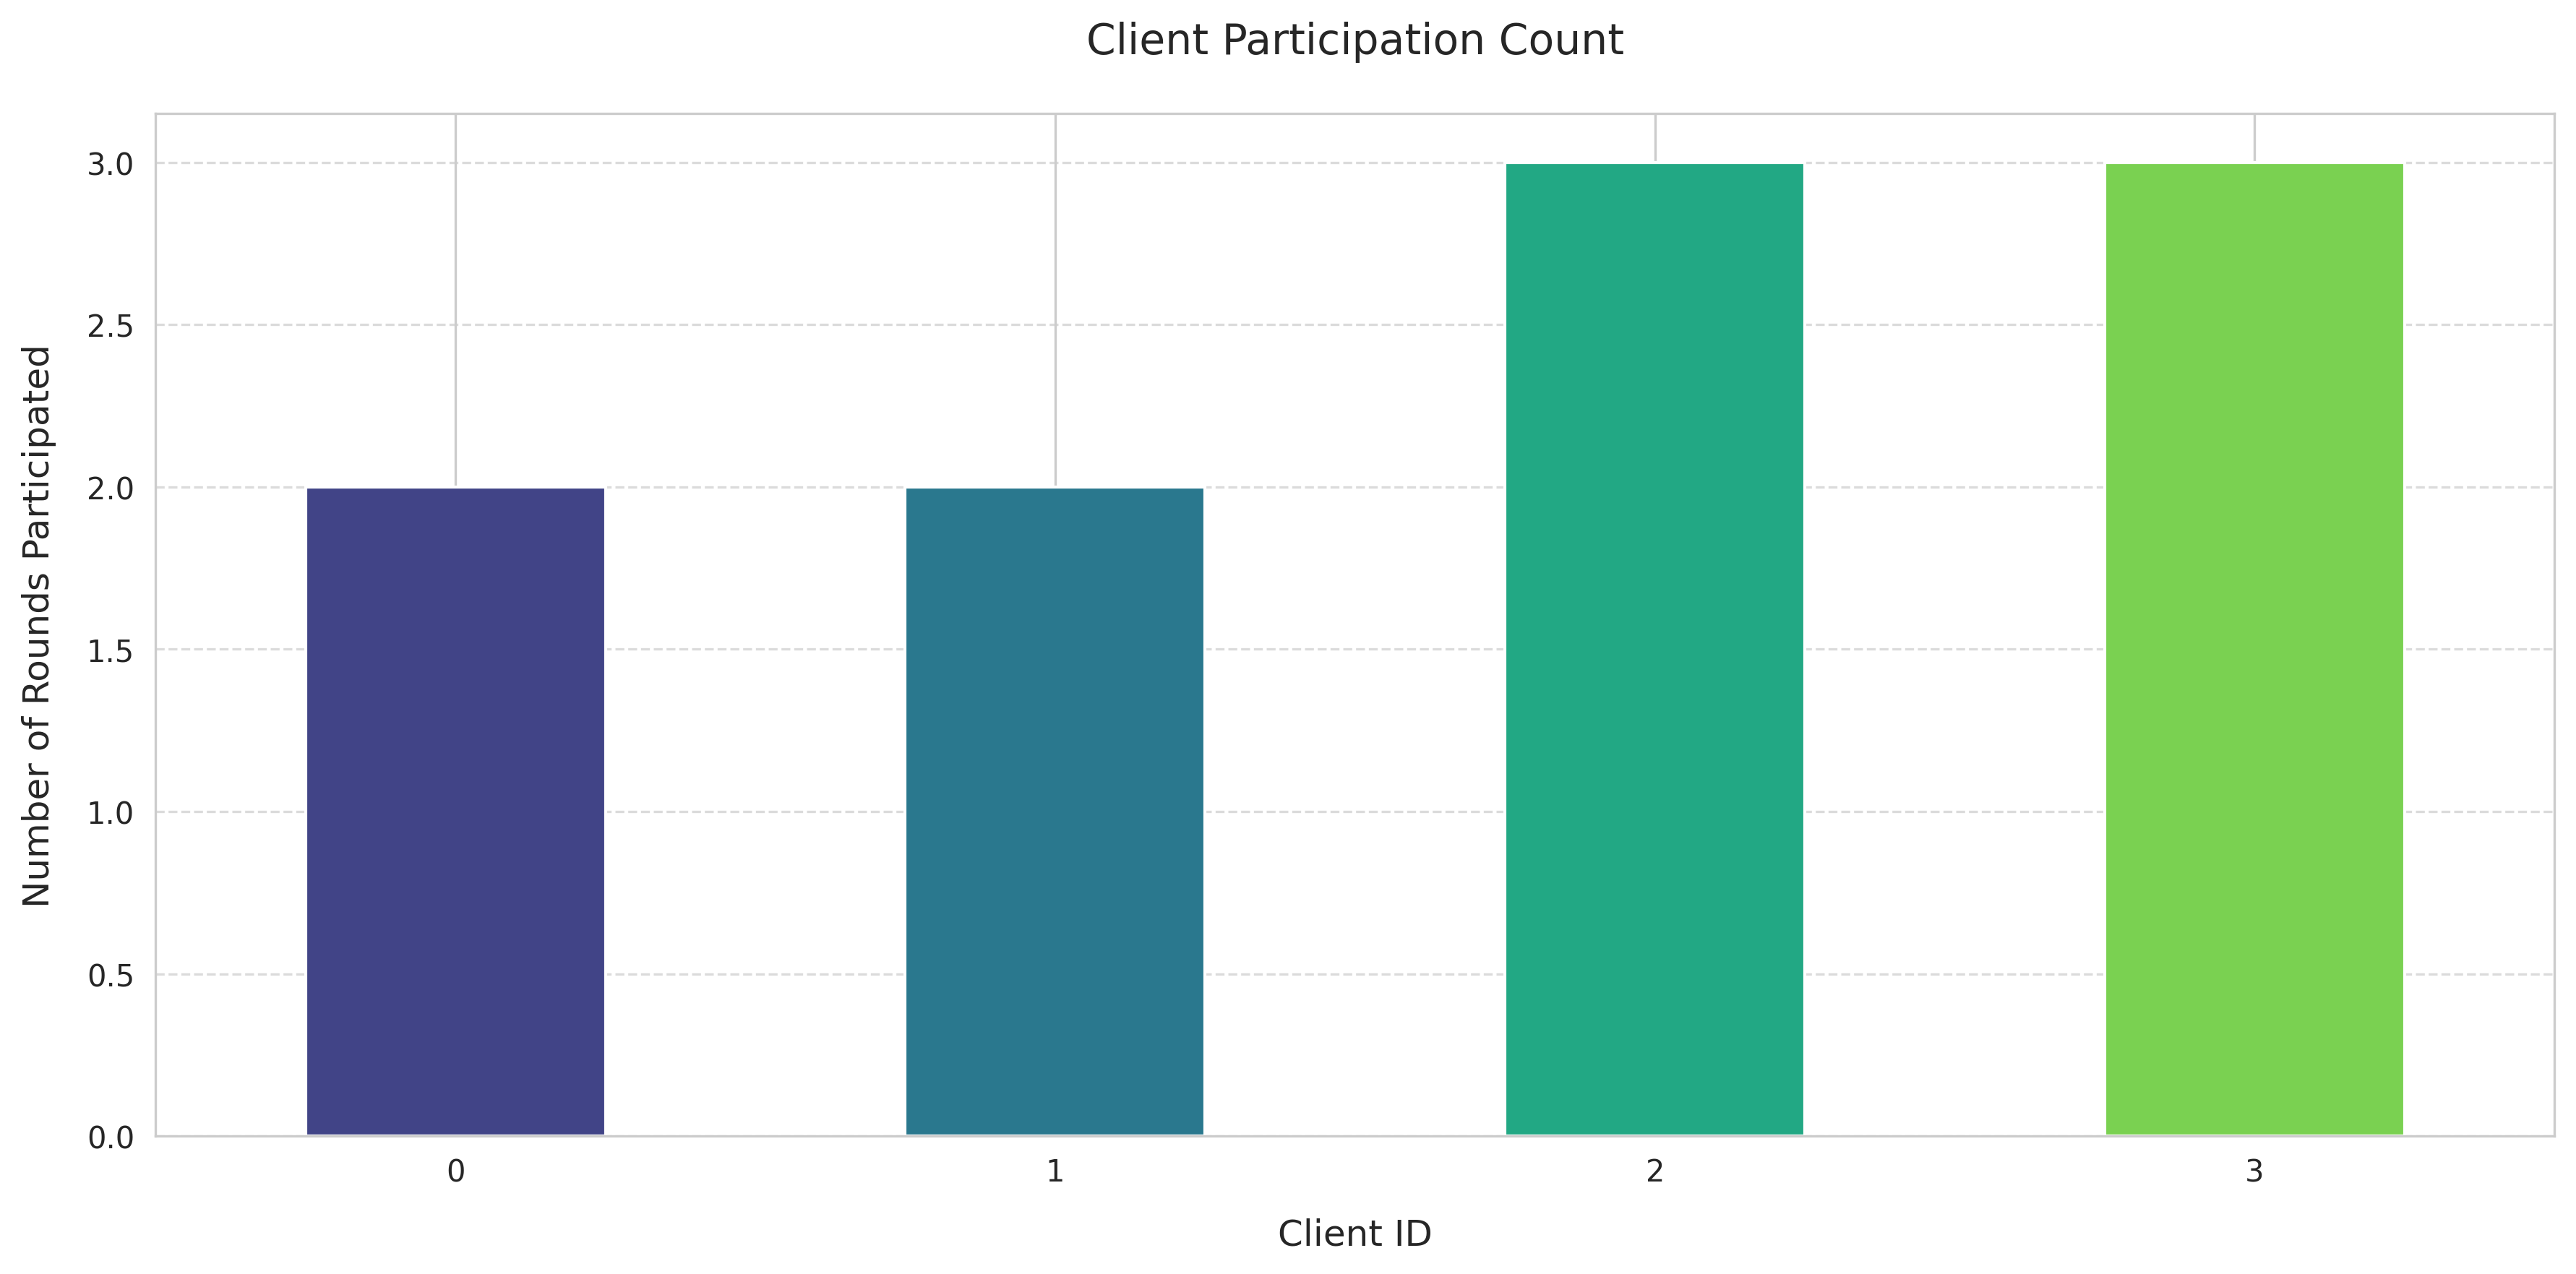 Client Participation Count
Number of Rounds Participated
3.0
2.5
2.0
1.5
1.0
0.5
0.0
0 1 2 3
Client ID